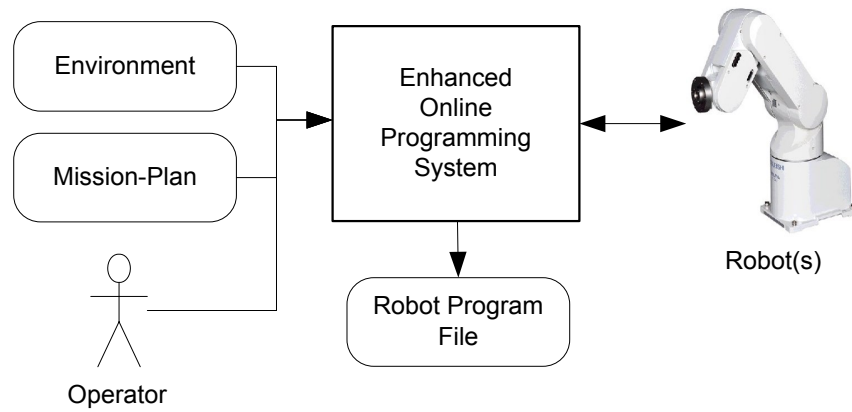 Environment
Mission-Plan
Operator
Enhanced
Online
Programming
System
Robot Program
File
Robot(s)